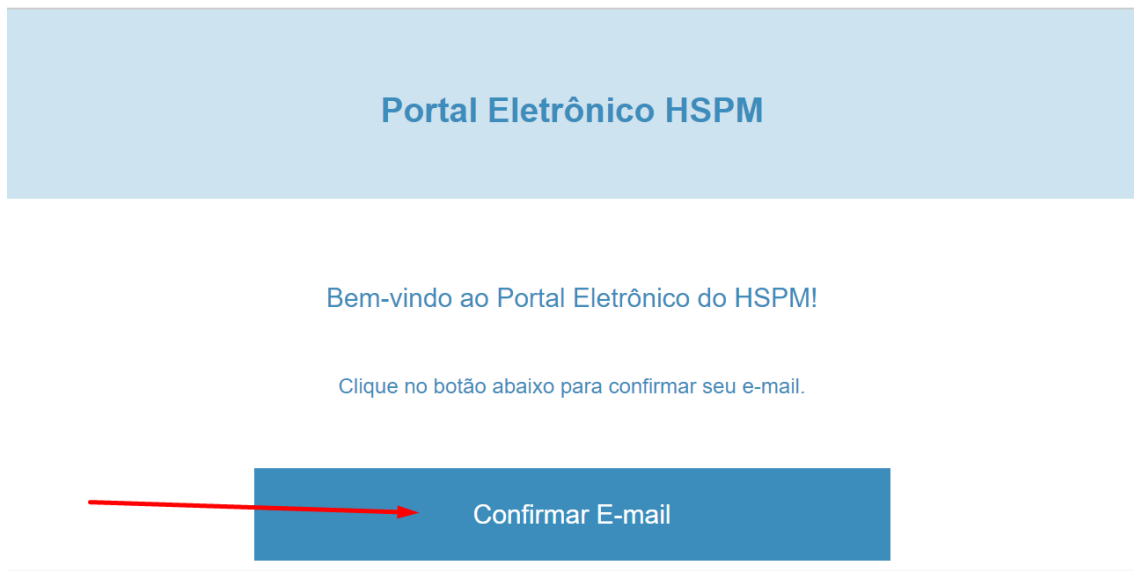 Portal Eletrônico HSPM
Bem-vindo ao Portal Eletrônico do HSPM!
Clique no botão abaixo para confirmar seu e-mail.
Confirmar E-mail